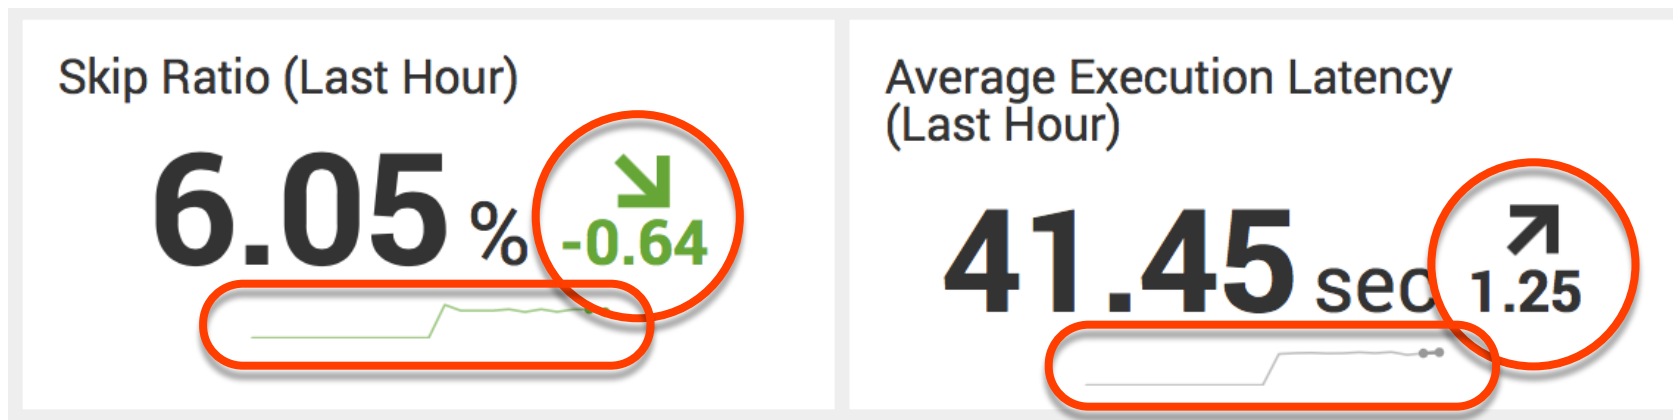 Skip Ratio (Last Hour)
6.05 %
-0.64
Average Execution Latency
(Last Hour)
41.45 sec
1.25